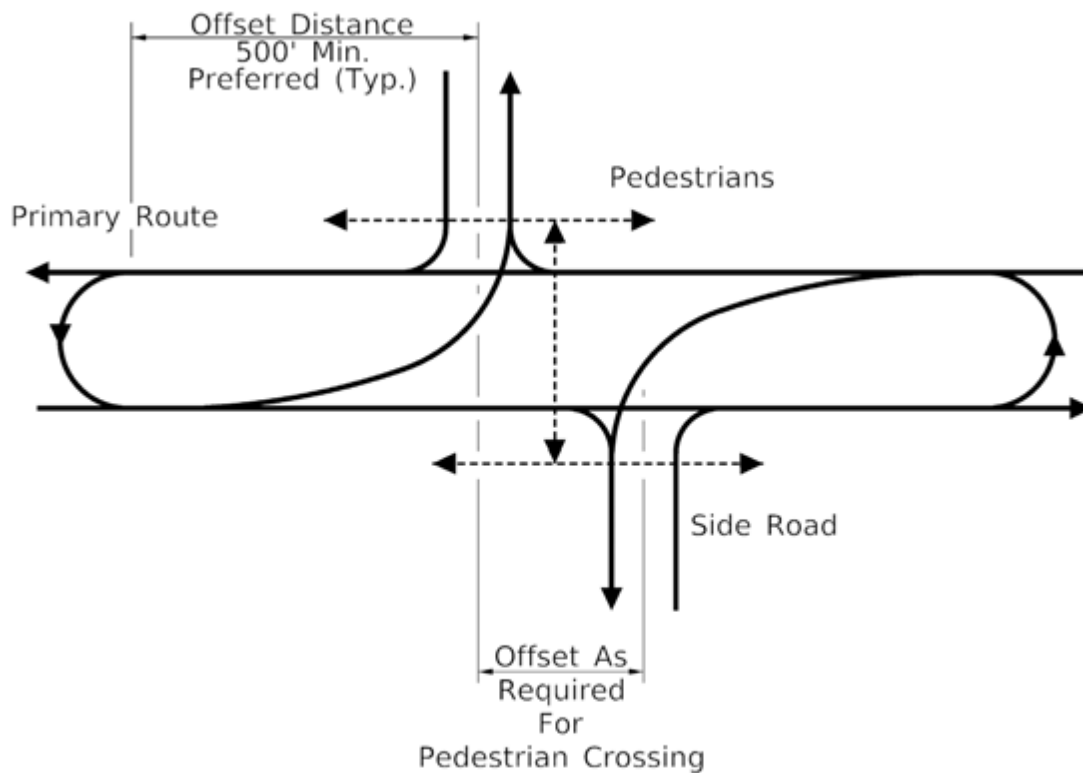 Offset Distance
500' Min.
Preferred (Typ.)
Pedestrians
Primary Route
Side Road
Offset As
Required
For
Pedestrian Crossing